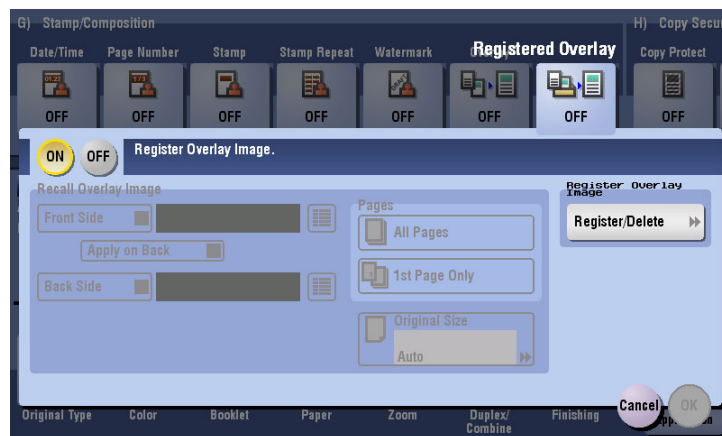 G) Stamp/Composition
H) Copy Secu
Date/Time
Page Number
Stamp
Stamp Repeat
Watermark
Registered Overlay
Copy Protect
OFF
OFF
OFF
OFF
OFF
OFF
OFF
OFF
ON
OFF
Register Overlay Image.
Recall Overlay Image
Front Side
Apply on Back
Back Side
Pages
All Pages
1st Page Only
Original Size
Auto
Register Overlay
Image
Register/Delete
Cancel
OK
Original Type
Color
Booklet
Paper
Zoom
Duplex/
Combine
Finishing